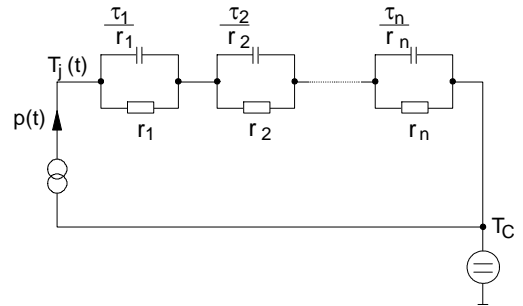 τ1/r1
τ2/r2
τn/rn
Tj (t)
r1
r2
rn
p(t)
TC